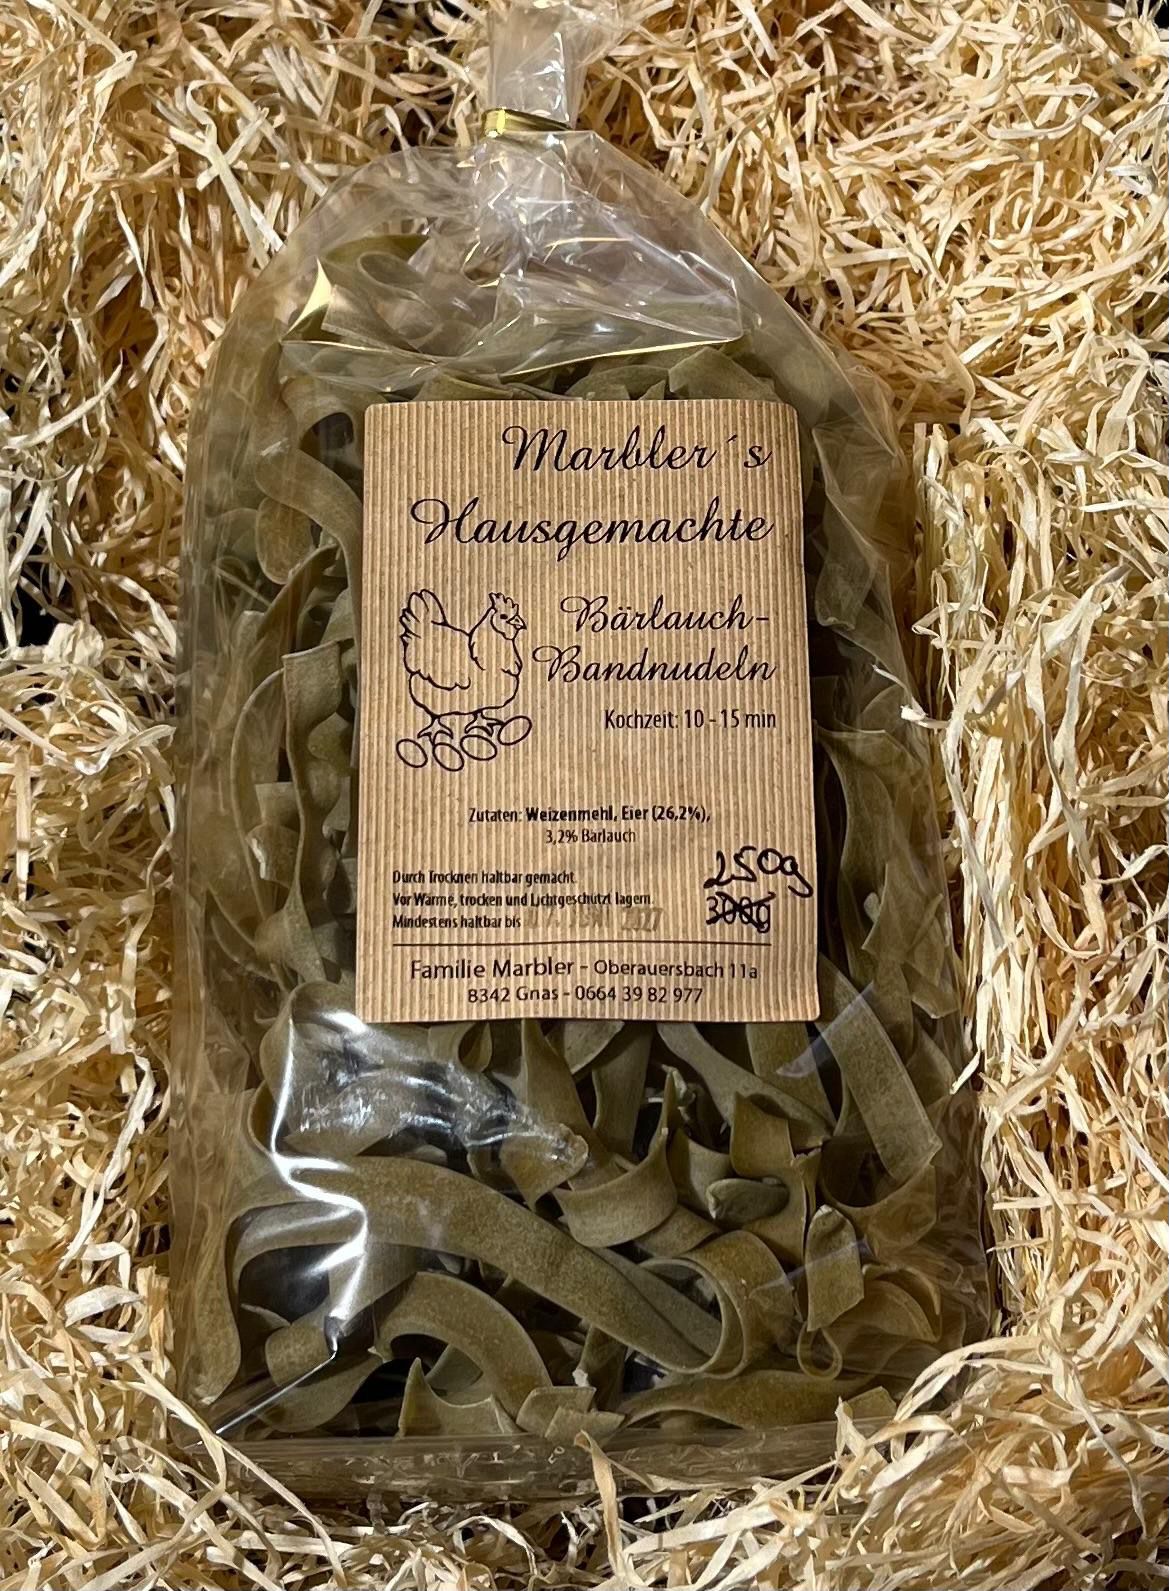 Marbler´s
Hausgemachte
Bärlauch-
Bandnudeln
Kochzeit: 10 - 15 min
Zutaten: Weizenmehl, Eier (26,2%),
3,2% Bärlauch
250g
300g
Durch Trocknen haltbar gemacht.
Vor Wärme, trocken und Lichtgeschützt lagern.
Mindestens haltbar bis 2027
Familie Marbler - Oberauersbach 11a
8342 Gnas - 0664 39 82 977